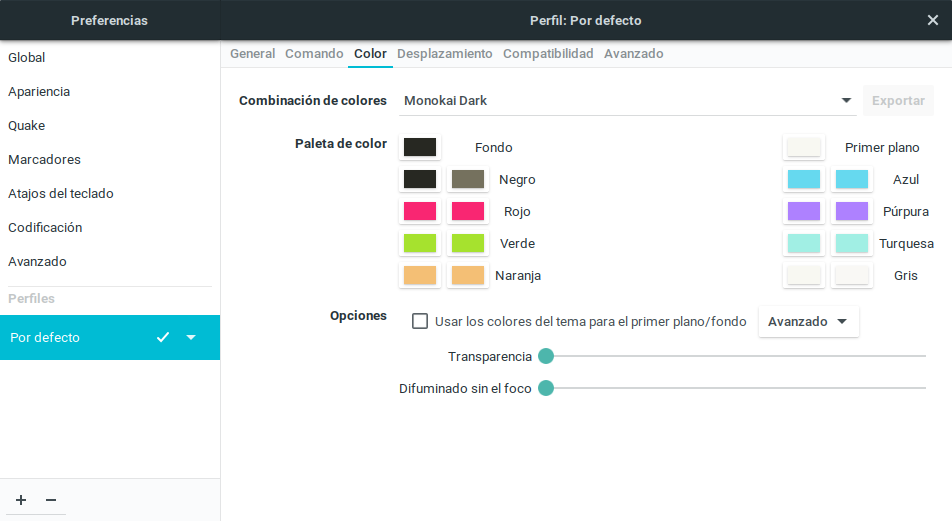 Preferencias
Perfil: Por defecto
Global
Apariencia
Quake
Marcadores
Atajos del teclado
Codificación
Avanzado
Perfiles
Por defecto
General Comando Color Desplazamiento Compatibilidad Avanzado
Combinación de colores Monokai Dark Exportar
Paleta de color Fondo Primer plano
Negro Azul
Rojo Púrpura
Verde Turquesa
Naranja Gris
Opciones Usar los colores del tema para el primer plano/fondo Avanzado
Transparencia
Difuminado sin el foco